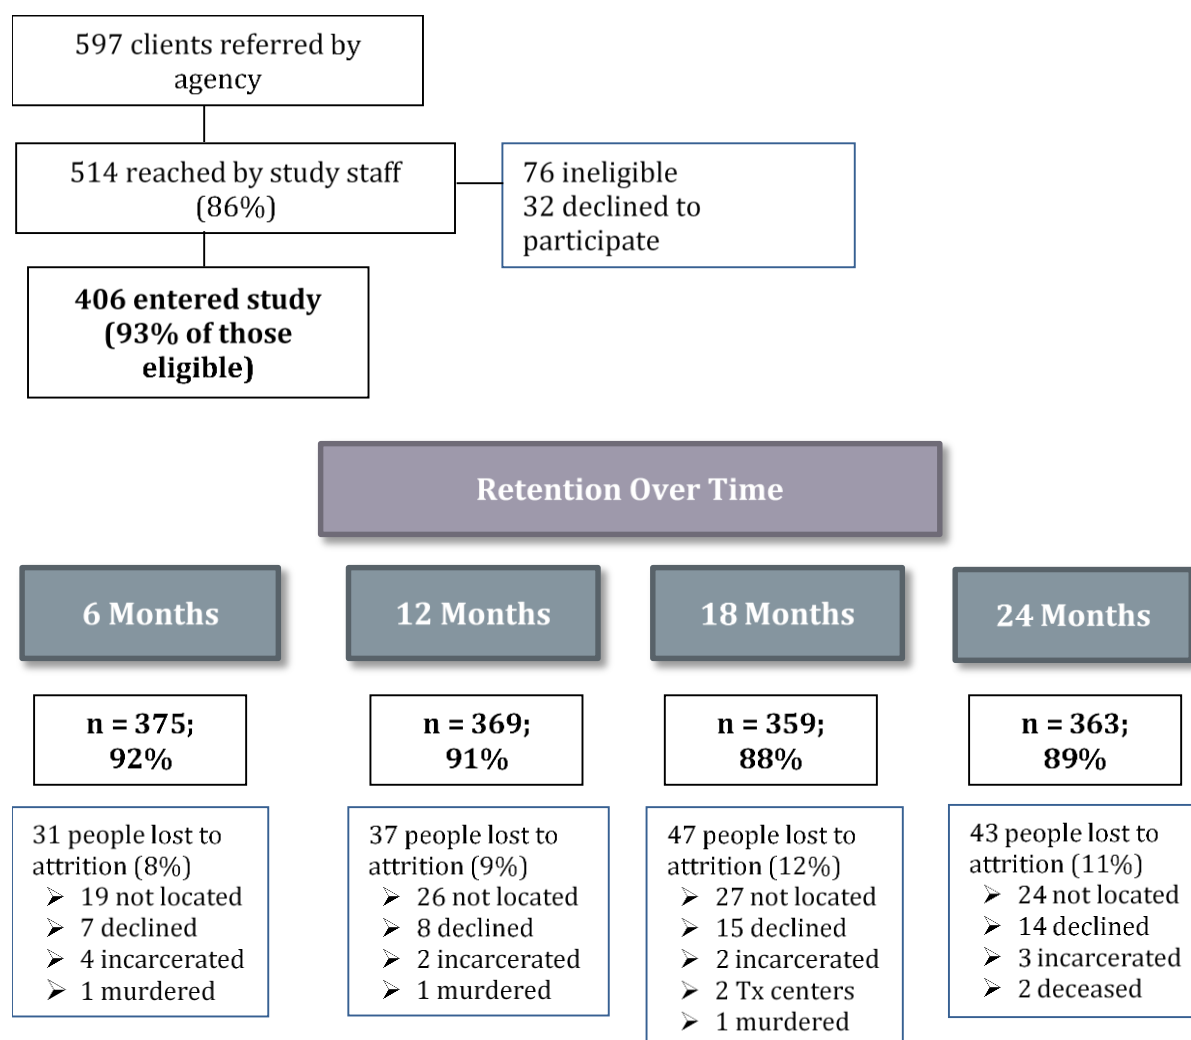 597 clients referred by
agency
514 reached by study staff
(86%)
76 ineligible
32 declined to
participate
406 entered study
(93% of those
eligible)
Retention Over Time
6 Months
12 Months
18 Months
24 Months
n = 375;
92%
n = 369;
91%
n = 359;
88%
n = 363;
89%
31 people lost to
attrition (8%)
➢ 19 not located
➢ 7 declined
➢ 4 incarcerated
➢ 1 murdered
37 people lost to
attrition (9%)
➢ 26 not located
➢ 8 declined
➢ 2 incarcerated
➢ 1 murdered
47 people lost to
attrition (12%)
➢ 27 not located
➢ 15 declined
➢ 2 incarcerated
➢ 2 Tx centers
➢ 1 murdered
43 people lost to
attrition (11%)
➢ 24 not located
➢ 14 declined
➢ 3 incarcerated
➢ 2 deceased